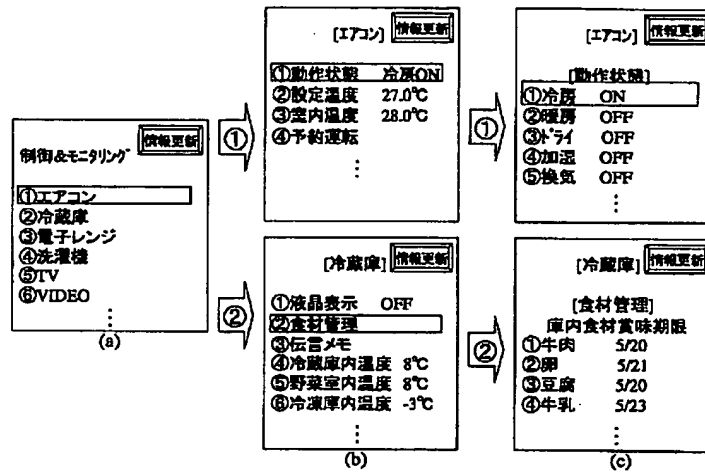 情報更新
制御&モニタリング
①エアコン
②冷蔵庫
③電子レンジ
④洗濯機
⑤TV
⑥VIDEO
⋮
(a)
①
[エアコン] 情報更新
①動作状態 冷房ON
②設定温度 27.0℃
③室内温度 28.0℃
④予約運転
⋮
②
[冷蔵庫] 情報更新
①液晶表示 OFF
②食材管理
③伝言メモ
④冷蔵庫内温度 8℃
⑤野菜室内温度 8℃
⑥冷凍庫内温度 -3℃
⋮
(b)
①
[エアコン] 情報更新
[動作状態]
①冷房 ON
②暖房 OFF
③ドライ OFF
④加湿 OFF
⑤換気 OFF
⋮
②
[冷蔵庫] 情報更新
[食材管理]
庫内食材賞味期限
①牛肉 5/20
②卵 5/21
③豆腐 5/20
④牛乳 5/23
⋮
(c)